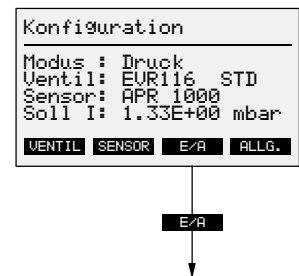 Konfiguration
Modus : Druck
Ventil: EVR116 STD
Sensor: APR 1000
Soll I: 1.33E+00 mbar
VENTIL SENSOR E/A ALLG.
E/A